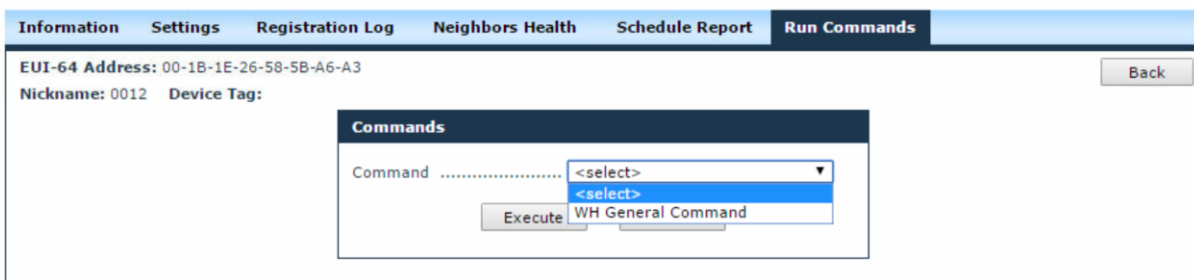 Information Settings Registration Log Neighbors Health Schedule Report Run Commands
EUI-64 Address: 00-1B-1E-26-58-5B-A6-A3
Back
Nickname: 0012 Device Tag:
Commands
Command ....................... <select>
<select>
WH General Command
Execute